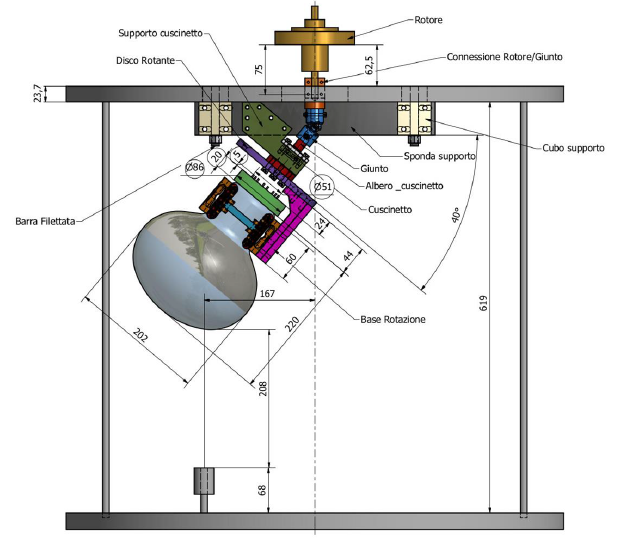 Rotore
Supporto cuscinetto
Connessione Rotore/Giunto
Disco Rotante
75
62,5
23,7
Cubo supporto
Sponda supporto
Giunto
20
15
Ø86
Albero _cuscinetto
Ø51
Cuscinetto
Barra Filettata
40°
24
44
60
167
619
Base Rotazione
220
202
208
68